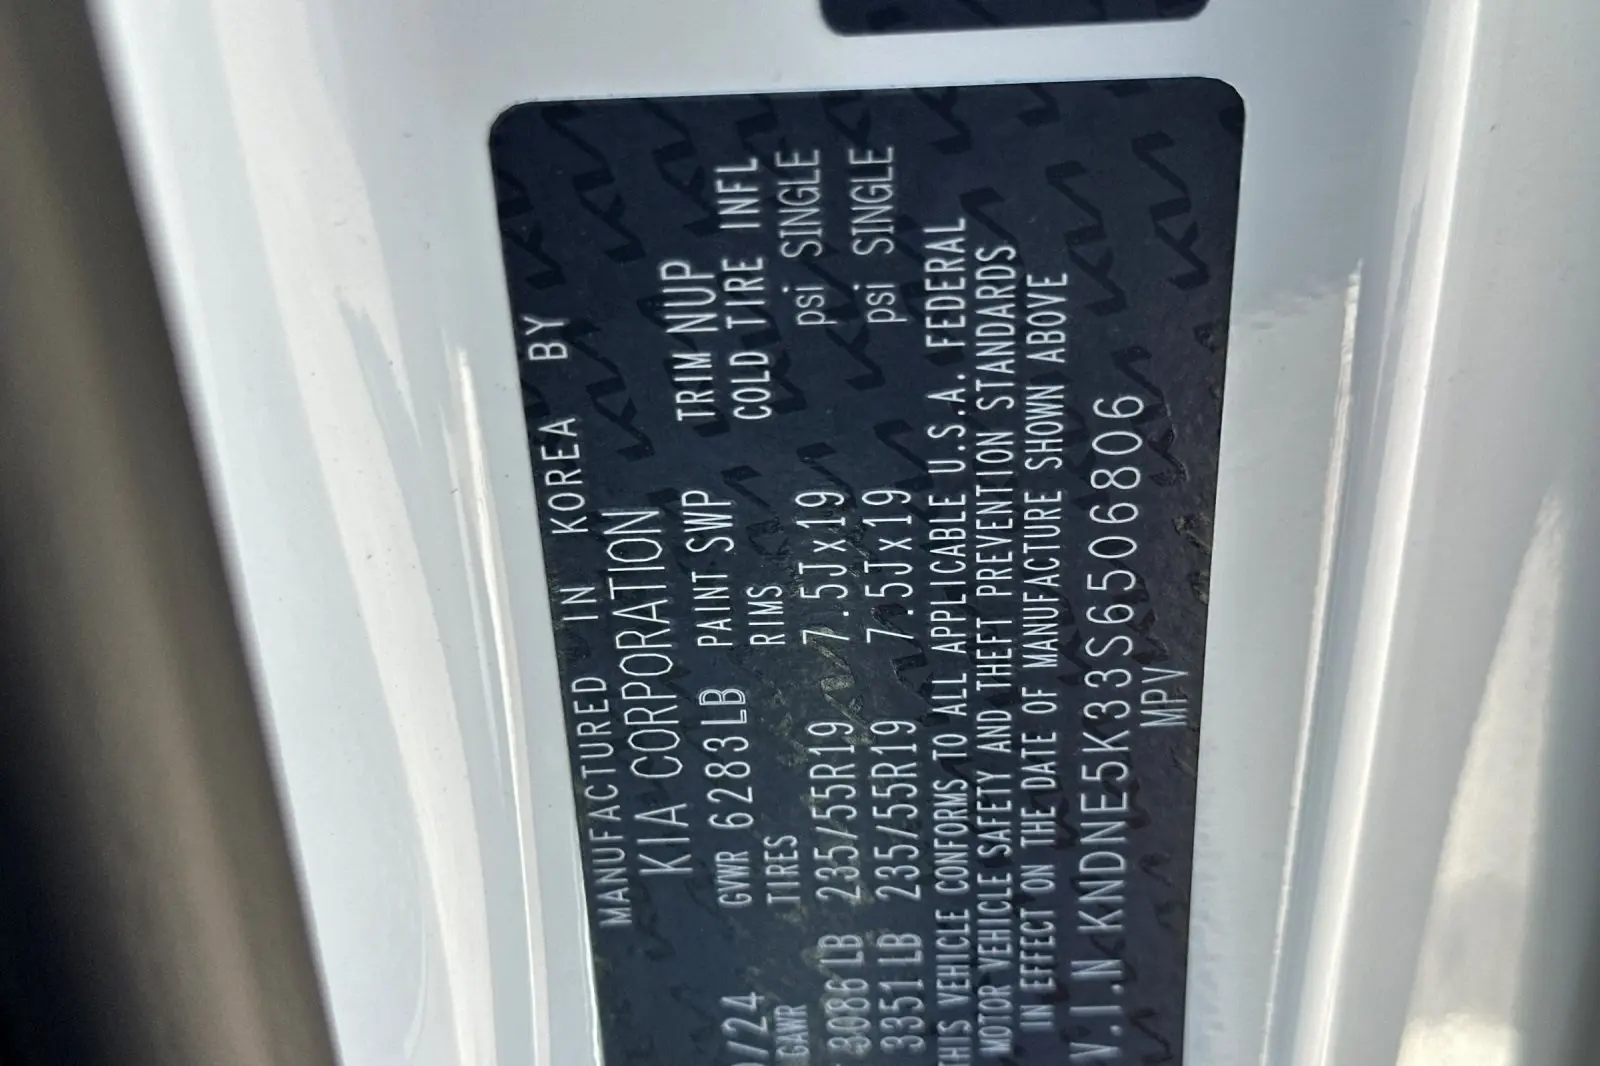 MANUFACTURED IN KOREA BY
KIA CORPORATION
/24 GVWR 6283LB PAINT SWP TRIM NUP
GAWR TIRES RIMS COLD TIRE INFL
3086LB 235/55R19 7.5Jx19 psi SINGLE
3351LB 235/55R19 7.5Jx19 psi SINGLE
THIS VEHICLE CONFORMS TO ALL APPLICABLE U.S.A. FEDERAL
MOTOR VEHICLE SAFETY AND THEFT PREVENTION STANDARDS
IN EFFECT ON THE DATE OF MANUFACTURE SHOWN ABOVE
V.I.N KNDNE5K33S6506806
MPV